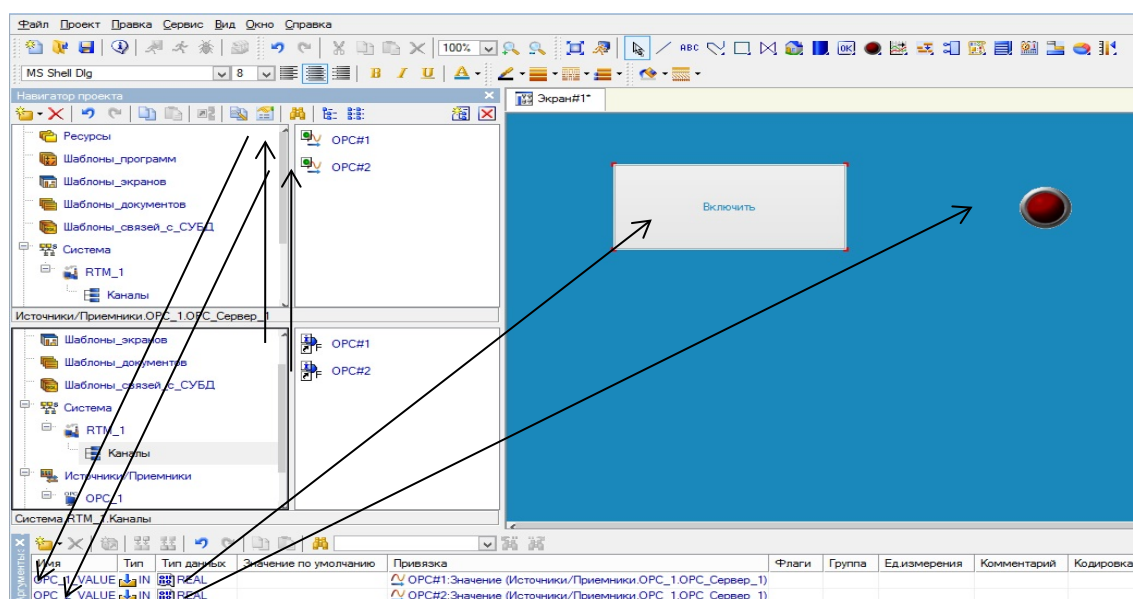 Файл Проект Правка Сервис Вид Окно Справка
100%
ABC
OK
MS Shell Dlg 8 B I U A
Навигатор проекта
Экран#1*
Ресурсы
Шаблоны_программ
Шаблоны_экранов
Шаблоны_документов
Шаблоны_связей_с_СУБД
Система
RTM_1
Каналы
OPC#1
OPC#2
Включить
Источники/Приемники.OPC_1.OPC_Сервер_1
Шаблоны_экранов
Шаблоны_документов
Шаблоны_связей_с_СУБД
Система
RTM_1
Каналы
Источники/Приемники
OPC_1
OPC#1
OPC#2
Система.RTM_1.Каналы
Имя Тип Тип данных Значение по умолчанию Привязка Флаги Группа Ед.измерения Комментарий Кодировка
OPC_1_VALUE IN REAL OPC#1:Значение (Источники/Приемники.OPC_1.OPC_Сервер_1)
OPC_2_VALUE IN REAL OPC#2:Значение (Источники/Приемники.OPC_1.OPC_Сервер_1)